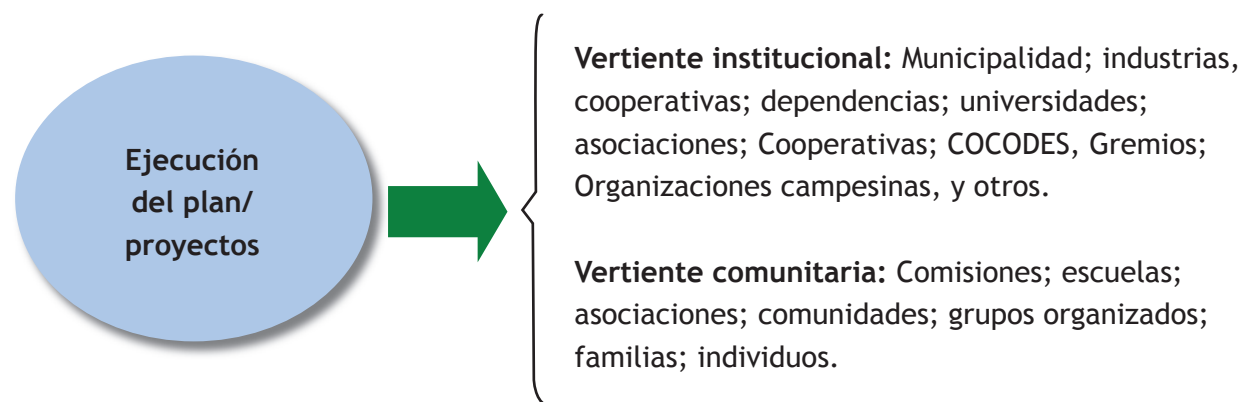 Ejecución
del plan/
proyectos
Vertiente institucional: Municipalidad; industrias,
cooperativas; dependencias; universidades;
asociaciones; Cooperativas; COCODES, Gremios;
Organizaciones campesinas, y otros.
Vertiente comunitaria: Comisiones; escuelas;
asociaciones; comunidades; grupos organizados;
familias; individuos.